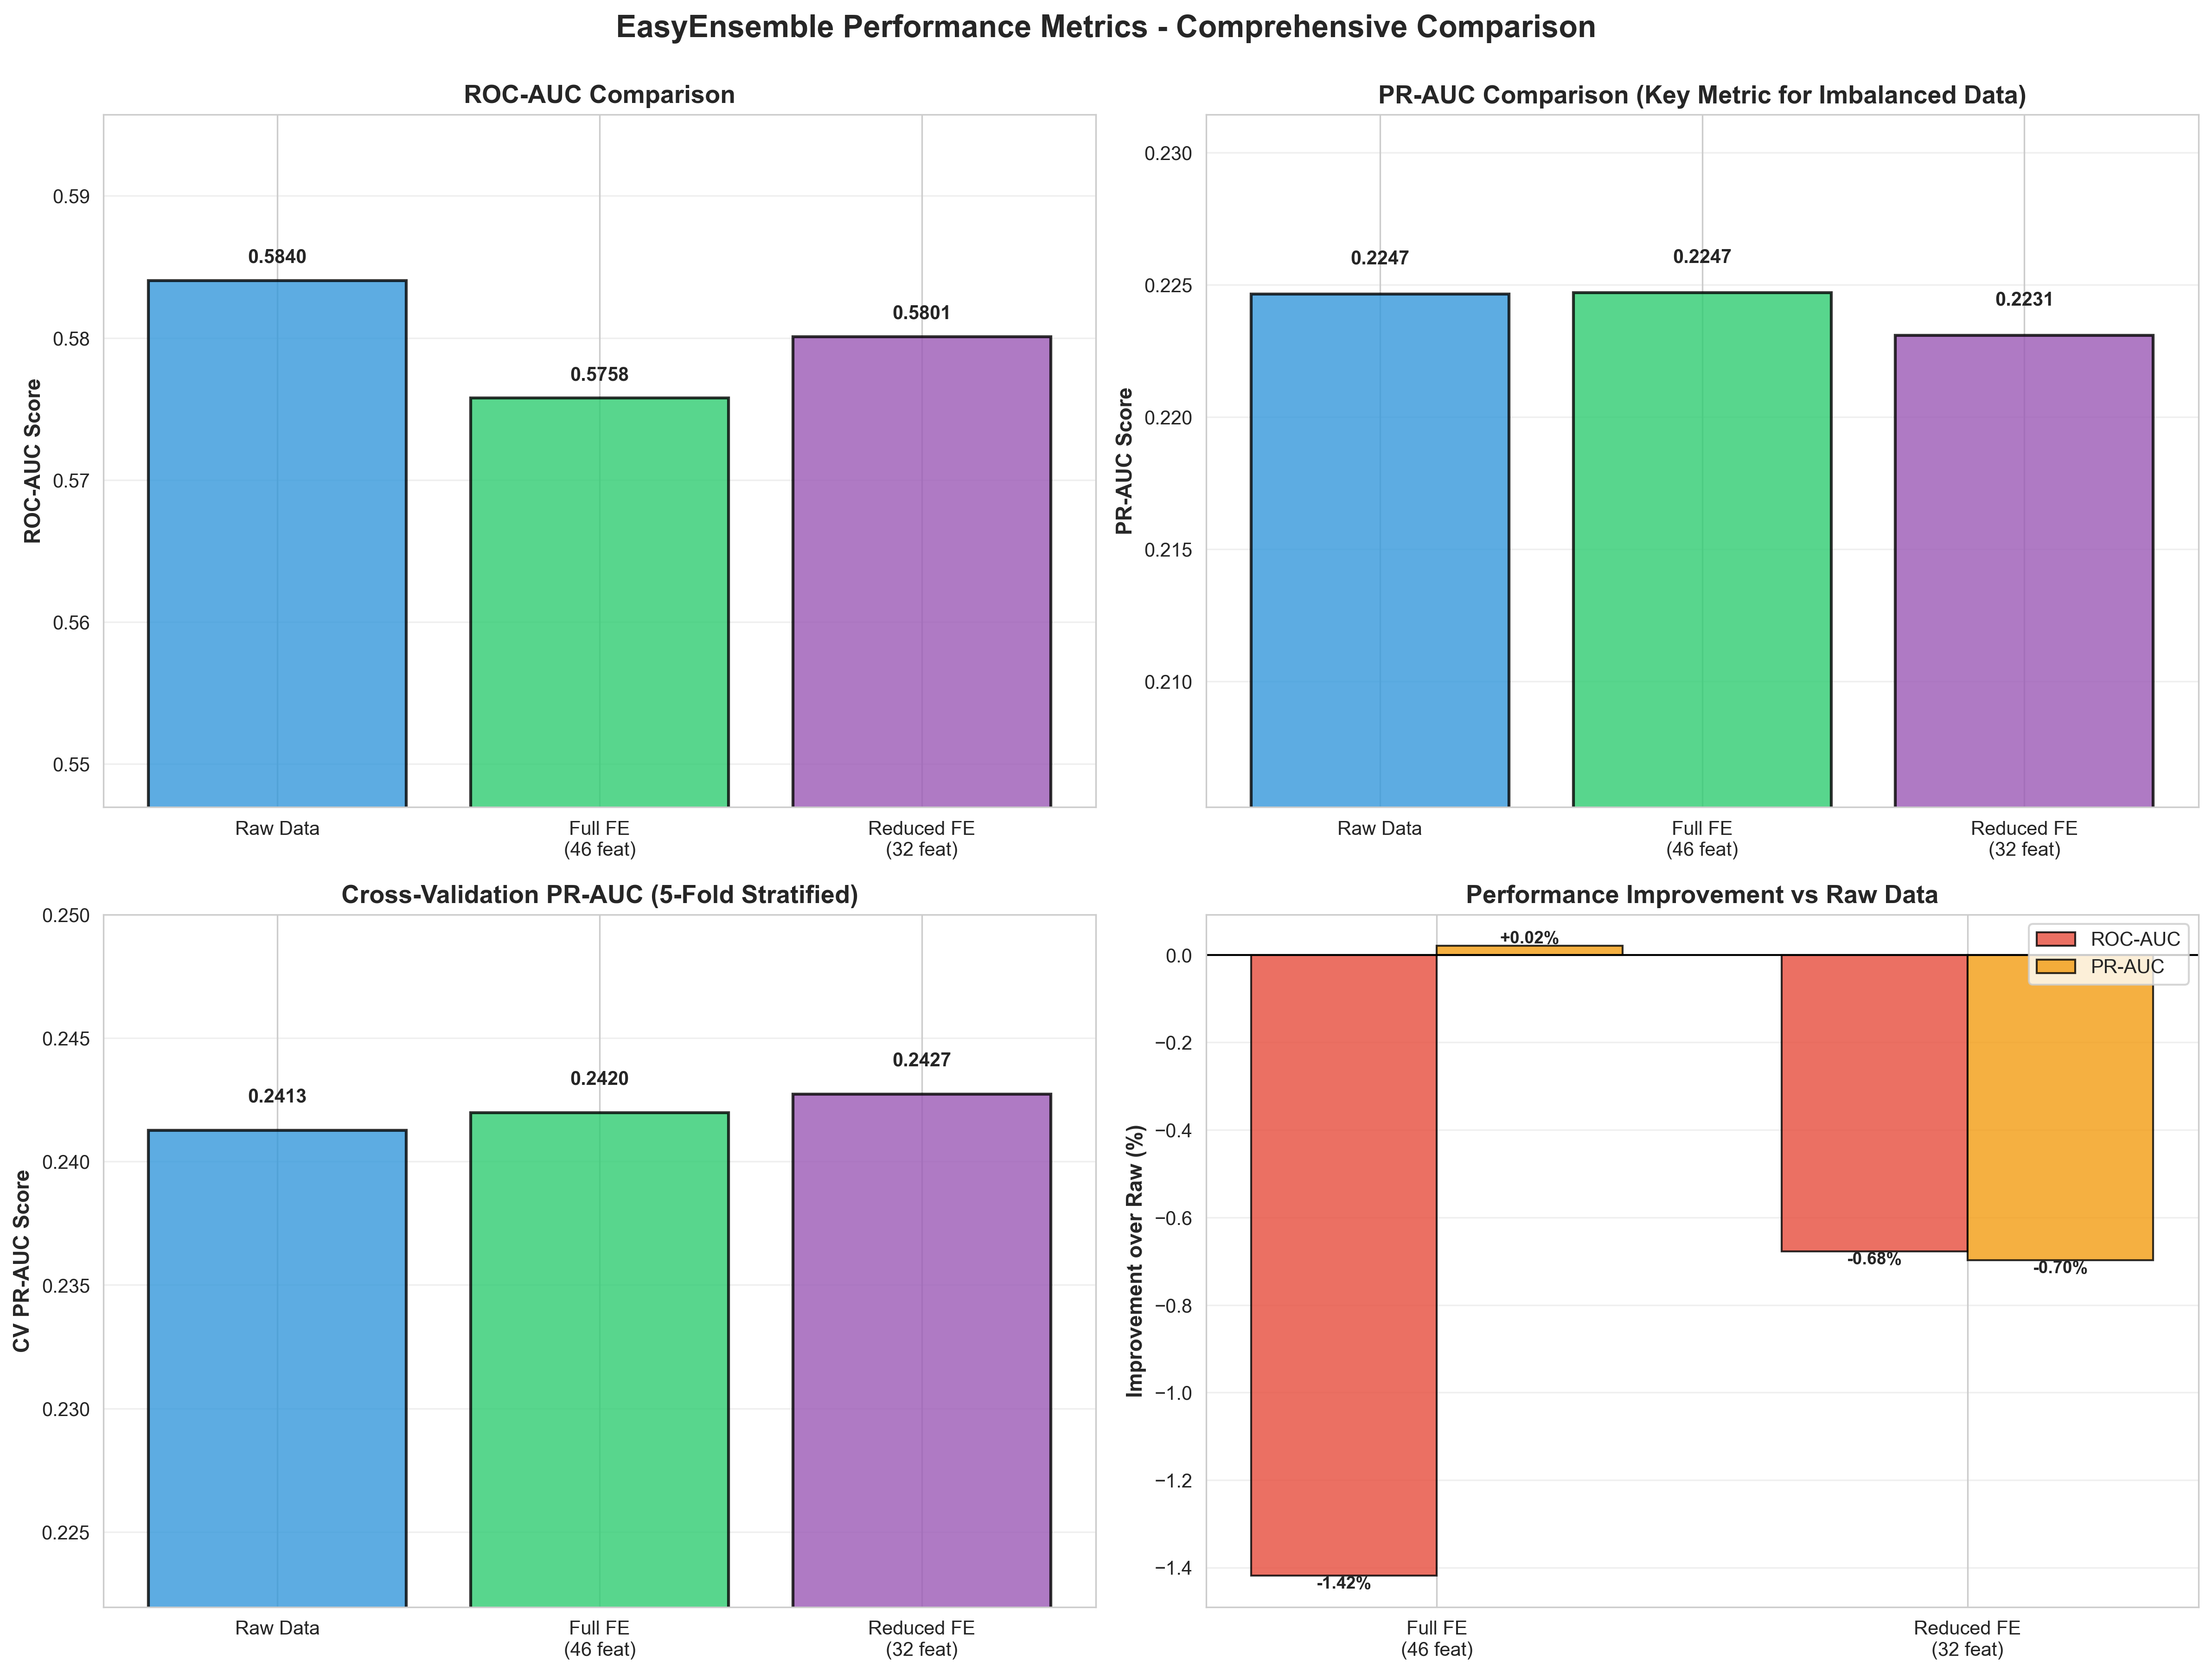 EasyEnsemble Performance Metrics - Comprehensive Comparison
ROC-AUC Comparison
ROC-AUC Score
0.59
0.58
0.57
0.56
0.55
0.5840
0.5758
0.5801
Raw Data
Full FE
(46 feat)
Reduced FE
(32 feat)
PR-AUC Comparison (Key Metric for Imbalanced Data)
PR-AUC Score
0.230
0.225
0.220
0.215
0.210
0.2247
0.2247
0.2231
Raw Data
Full FE
(46 feat)
Reduced FE
(32 feat)
Cross-Validation PR-AUC (5-Fold Stratified)
CV PR-AUC Score
0.250
0.245
0.240
0.235
0.230
0.225
0.2413
0.2420
0.2427
Raw Data
Full FE
(46 feat)
Reduced FE
(32 feat)
Performance Improvement vs Raw Data
Improvement over Raw (%)
0.0
−0.2
−0.4
−0.6
−0.8
−1.0
−1.2
−1.4
+0.02%
-1.42%
-0.68%
-0.70%
ROC-AUC
PR-AUC
Full FE
(46 feat)
Reduced FE
(32 feat)